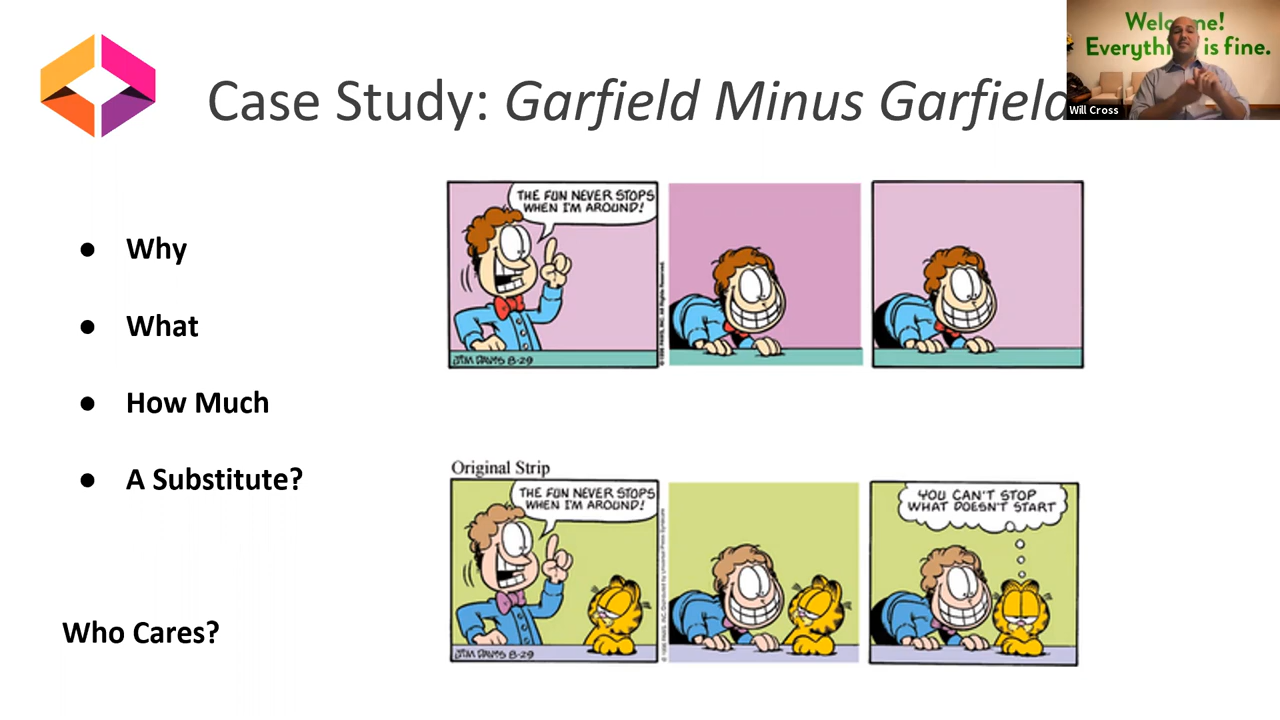 Welcome!
Everything is fine.
Will Cross
Case Study: Garfield Minus Garfield
Why
What
How Much
A Substitute?
Who Cares?
THE FUN NEVER STOPS
WHEN I'M AROUND!
JIM DAVIS 8-29
Original Strip
THE FUN NEVER STOPS
WHEN I'M AROUND!
JIM DAVIS 8-29
YOU CAN'T STOP
WHAT DOESN'T START